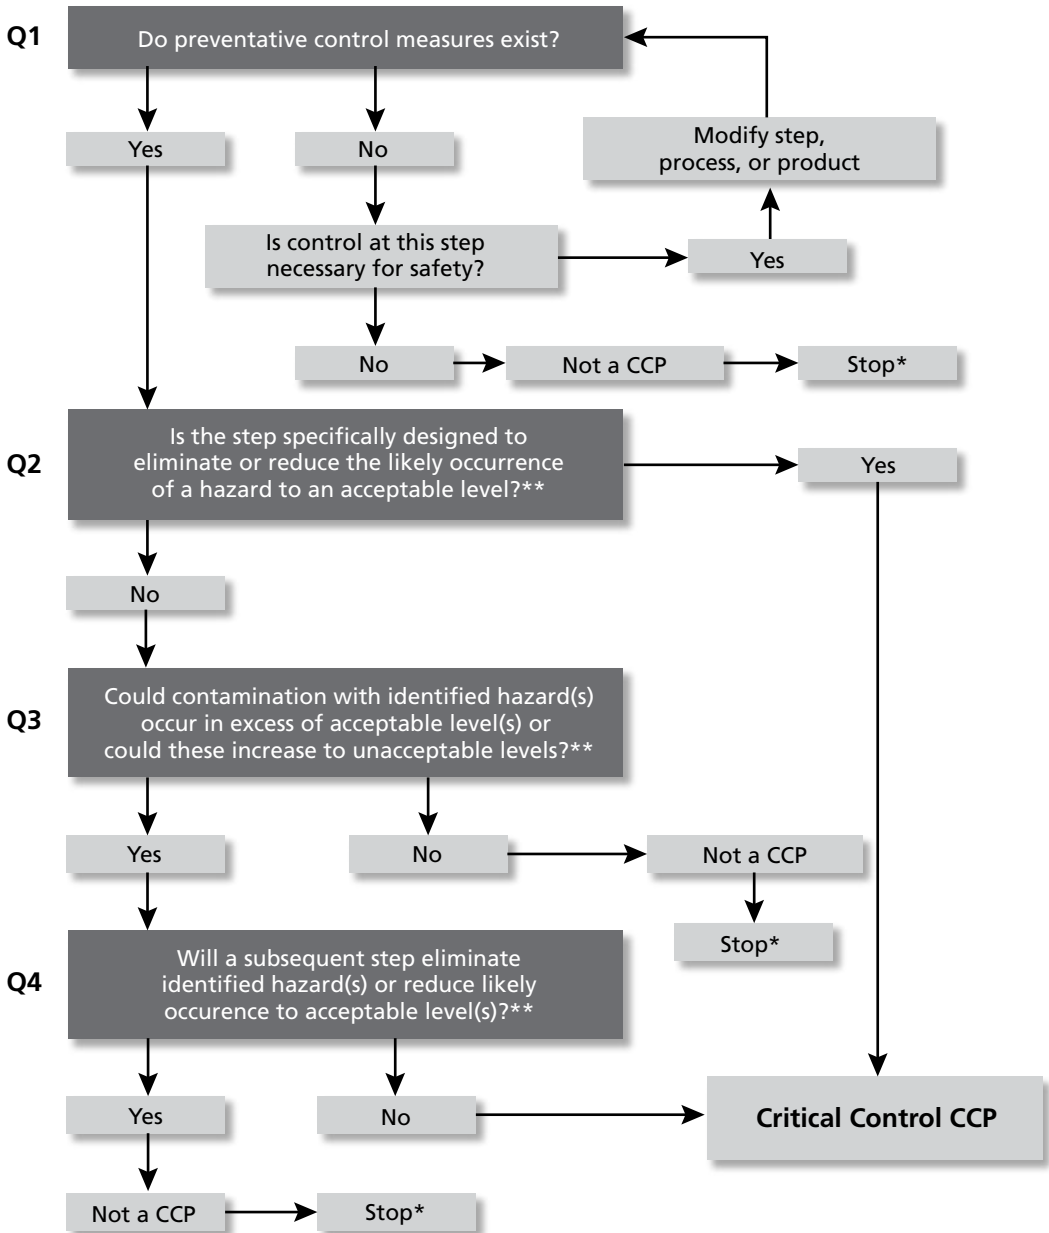 Q1
Do preventative control measures exist?
Yes
No
Modify step,
process, or product
Is control at this step
necessary for safety?
Yes
No
Not a CCP
Stop*
Q2
Is the step specifically designed to
eliminate or reduce the likely occurrence
of a hazard to an acceptable level?**
Yes
No
Q3
Could contamination with identified hazard(s)
occur in excess of acceptable level(s) or
could these increase to unacceptable levels?**
Yes
No
Not a CCP
Stop*
Q4
Will a subsequent step eliminate
identified hazard(s) or reduce likely
occurence to acceptable level(s)?**
Yes
No
Critical Control CCP
Not a CCP
Stop*